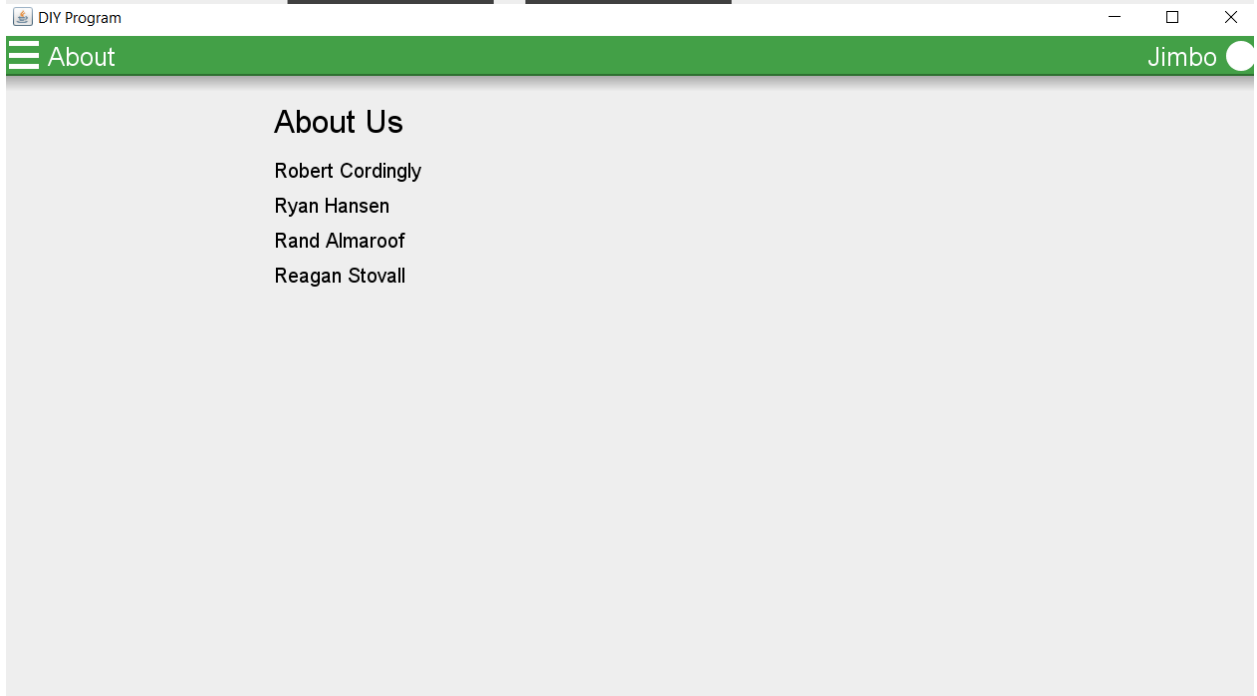 DIY Program
About
Jimbo
About Us
Robert Cordingly
Ryan Hansen
Rand Almaroof
Reagan Stovall